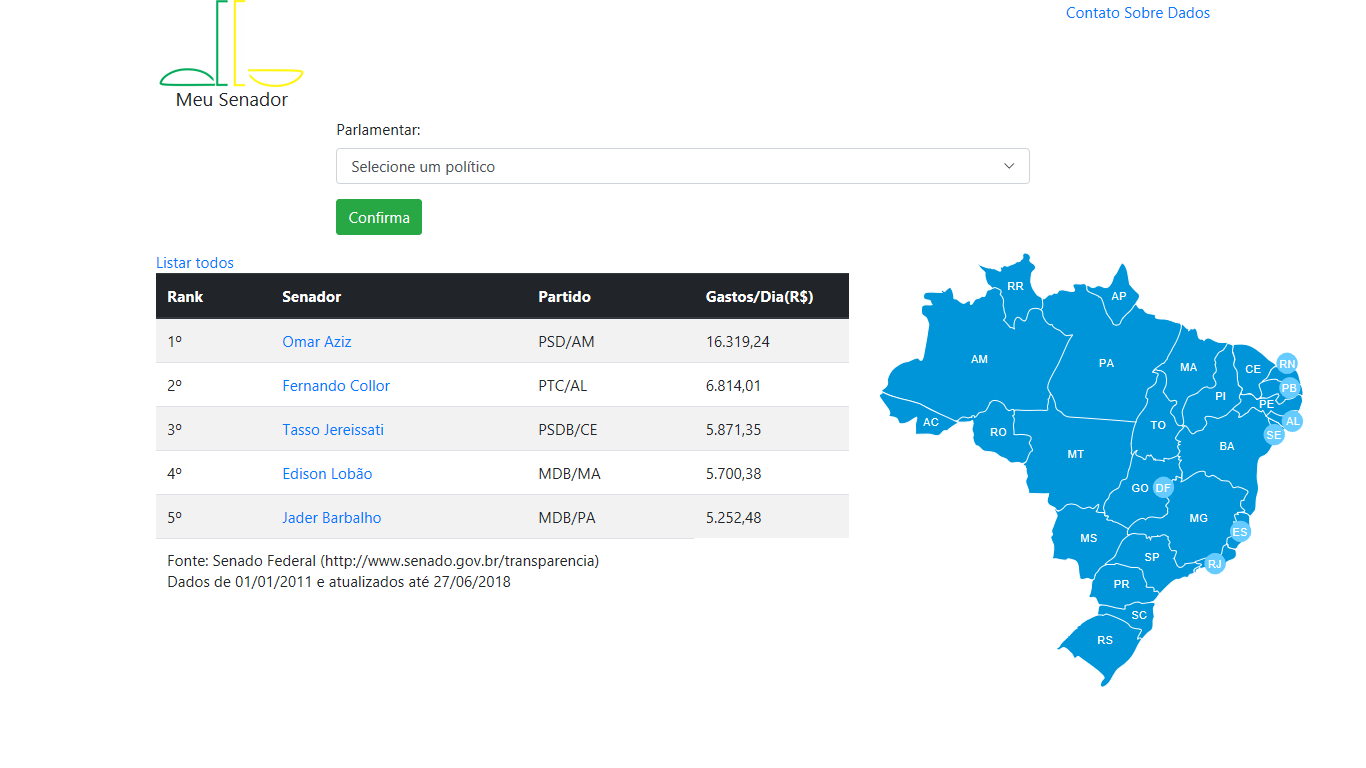 Contato Sobre Dados
Meu Senador
Parlamentar:
Selecione um político
Confirma
Listar todos
Rank Senador Partido Gastos/Dia(R$)
1º Omar Aziz PSD/AM 16.319,24
2º Fernando Collor PTC/AL 6.814,01
3º Tasso Jereissati PSDB/CE 5.871,35
4º Edison Lobão MDB/MA 5.700,38
5º Jader Barbalho MDB/PA 5.252,48
Fonte: Senado Federal (http://www.senado.gov.br/transparencia)
Dados de 01/01/2011 e atualizados até 27/06/2018
RR
AP
AM
PA
MA
CE
RN
PB
PI
PE
AC
RO
TO
AL
SE
MT
BA
GO
DF
MG
MS
ES
SP
RJ
PR
SC
RS